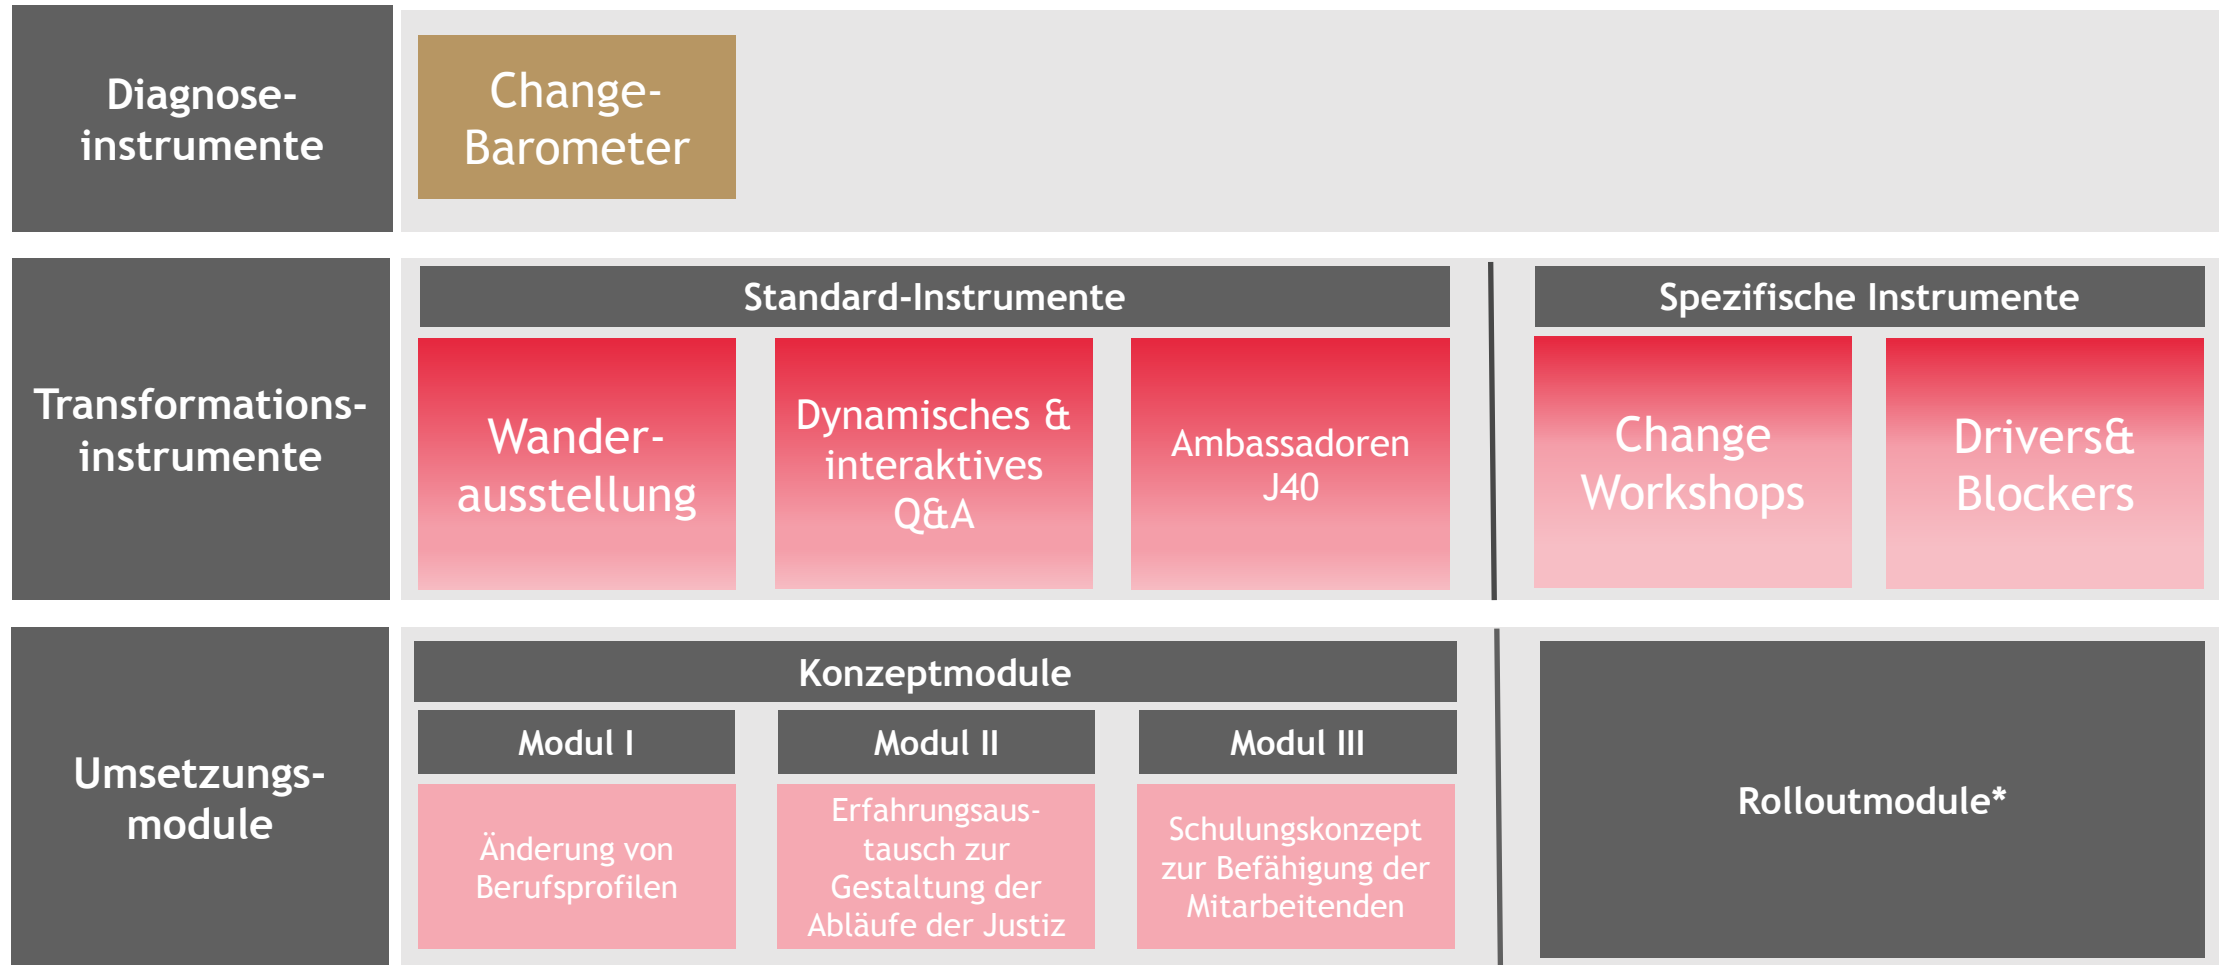 Diagnose-
instrumente
Change-
Barometer
Transformations-
instrumente
Standard-Instrumente
Wander-
ausstellung
Dynamisches &
interaktives
Q&A
Ambassadoren
J40
Spezifische Instrumente
Change
Workshops
Drivers&
Blockers
Umsetzungs-
module
Konzeptmodule
Modul I
Änderung von
Berufsprofilen
Modul II
Erfahrungsaus-
tausch zur
Gestaltung der
Abläufe der Justiz
Modul III
Schulungskonzept
zur Befähigung der
Mitarbeitenden
Rolloutmodule*